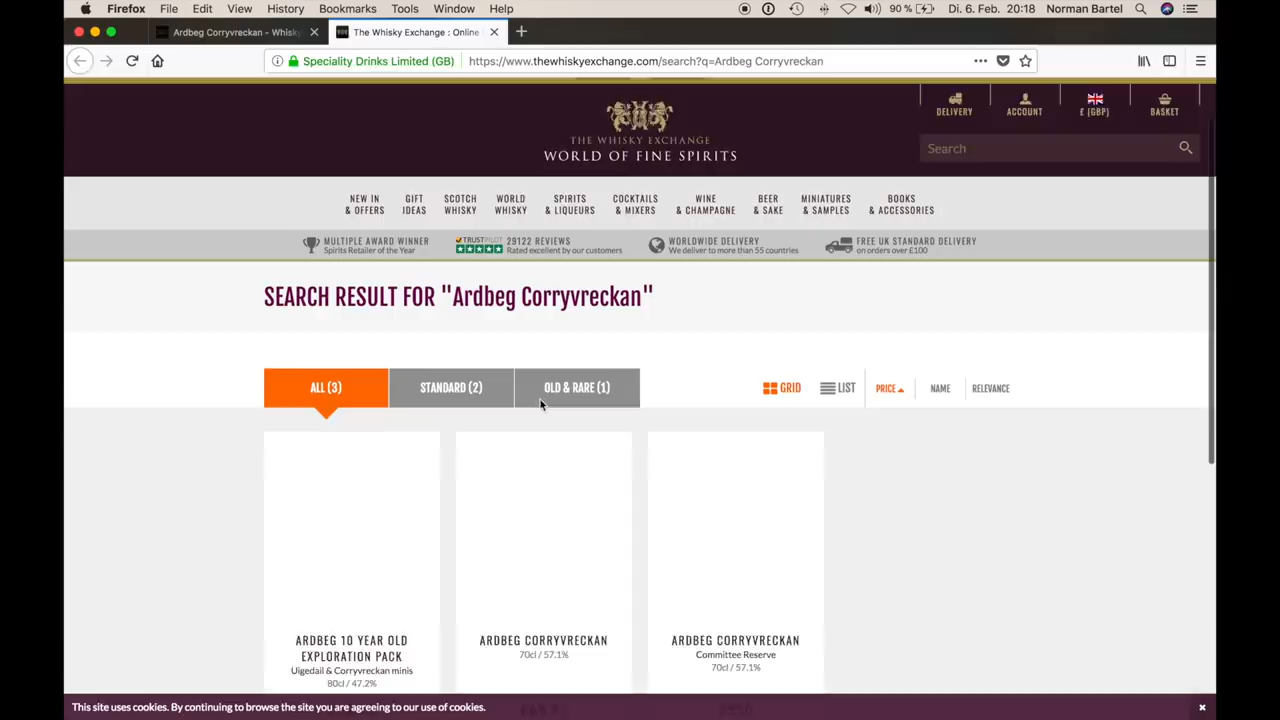 Firefox File Edit View History Bookmarks Tools Window Help 90 % Di. 6. Feb. 20:18 Norman Bartel
Ardbeg Corryvreckan - Whisky
The Whisky Exchange : Online
Speciality Drinks Limited (GB) https://www.thewhiskyexchange.com/search?q=Ardbeg Corryvreckan
DELIVERY ACCOUNT £ (GBP) BASKET
THE WHISKY EXCHANGE
WORLD OF FINE SPIRITS
Search
NEW IN
& OFFERS
GIFT
IDEAS
SCOTCH
WHISKY
WORLD
WHISKY
SPIRITS
& LIQUEURS
COCKTAILS
& MIXERS
WINE
& CHAMPAGNE
BEER
& SAKE
MINIATURES
& SAMPLES
BOOKS
& ACCESSORIES
MULTIPLE AWARD WINNER
Spirits Retailer of the Year
TRUSTPILOT
29122 REVIEWS
Rated excellent by our customers
WORLDWIDE DELIVERY
We deliver to more than 55 countries
FREE UK STANDARD DELIVERY
on orders over £100
SEARCH RESULT FOR "Ardbeg Corryvreckan"
ALL (3) STANDARD (2) OLD & RARE (1) GRID LIST PRICE NAME RELEVANCE
ARDBEG 10 YEAR OLD
EXPLORATION PACK
Uigedail & Corryvreckan minis
80cl / 47.2%
ARDBEG CORRYVRECKAN
70cl / 57.1%
ARDBEG CORRYVRECKAN
Committee Reserve
70cl / 57.1%
This site uses cookies. By continuing to browse the site you are agreeing to our use of cookies.